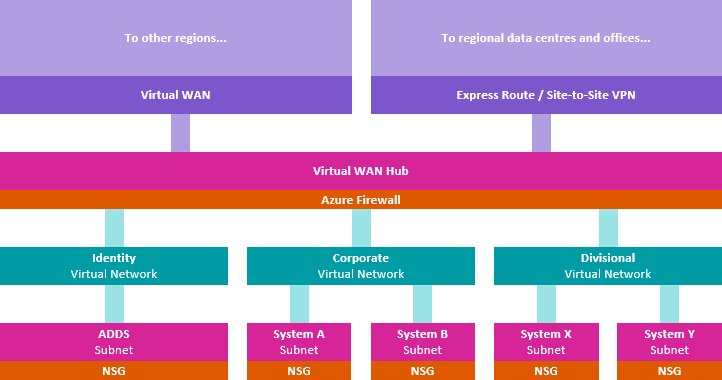 To other regions...
To regional data centres and offices...
Virtual WAN
Express Route / Site-to-Site VPN
Virtual WAN Hub
Azure Firewall
Identity
Virtual Network
Corporate
Virtual Network
Divisional
Virtual Network
ADDS
Subnet
NSG
System A
Subnet
NSG
System B
Subnet
NSG
System X
Subnet
NSG
System Y
Subnet
NSG